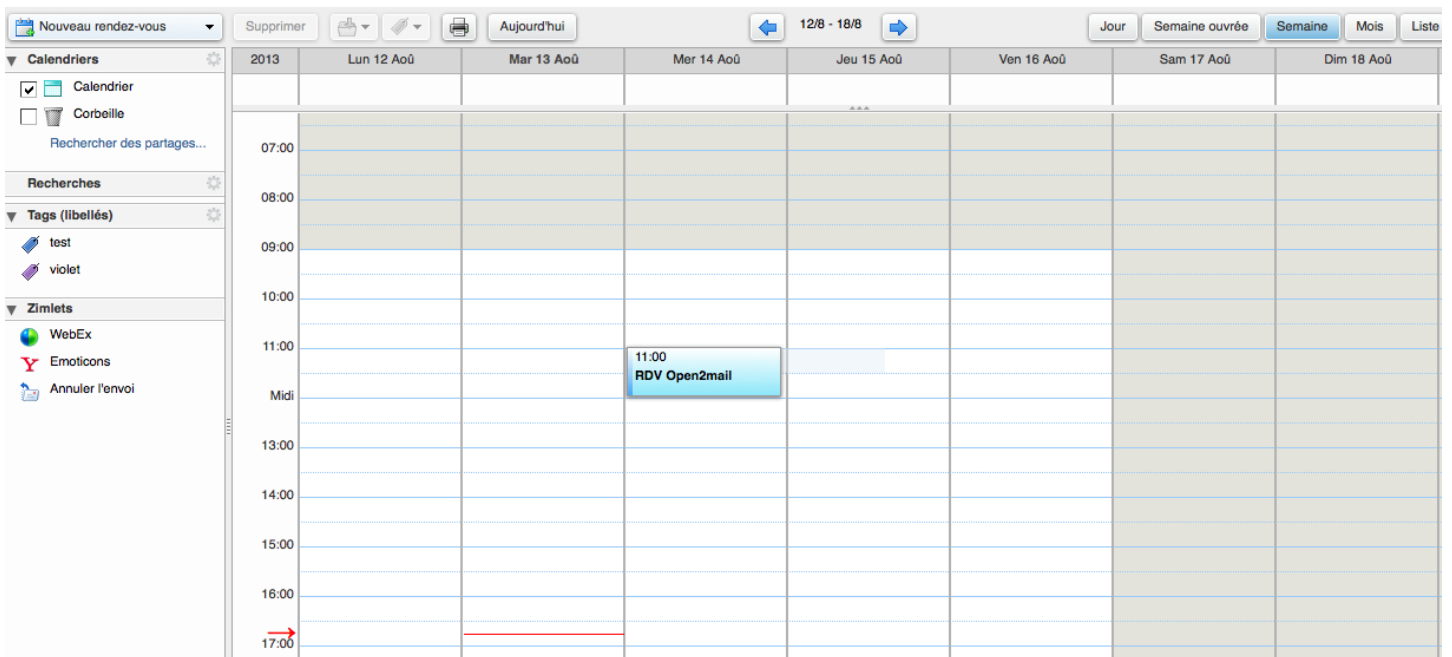 Nouveau rendez-vous
Supprimer
Aujourd'hui
12/8 - 18/8
Jour
Semaine ouvrée
Semaine
Mois
Liste
Calendriers
Calendrier
Corbeille
Rechercher des partages...
Recherches
Tags (libellés)
test
violet
Zimlets
WebEx
Emoticons
Annuler l'envoi
2013
Lun 12 Aoû
Mar 13 Aoû
Mer 14 Aoû
Jeu 15 Aoû
Ven 16 Aoû
Sam 17 Aoû
Dim 18 Aoû
07:00
08:00
09:00
10:00
11:00
11:00
RDV Open2mail
Midi
13:00
14:00
15:00
16:00
17:00